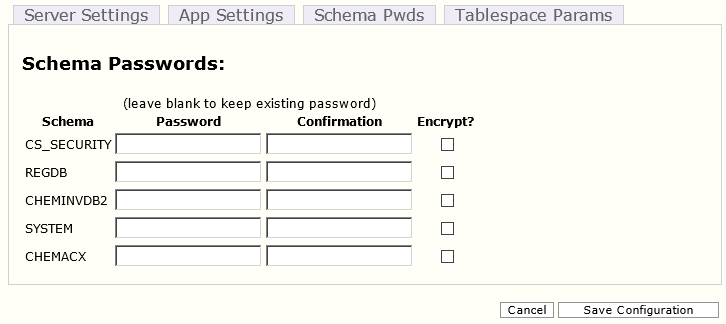 Server Settings App Settings Schema Pwds Tablespace Params
Schema Passwords:
(leave blank to keep existing password)
Schema Password Confirmation Encrypt?
CS_SECURITY
REGDB
CHEMINVDB2
SYSTEM
CHEMACX
Cancel Save Configuration